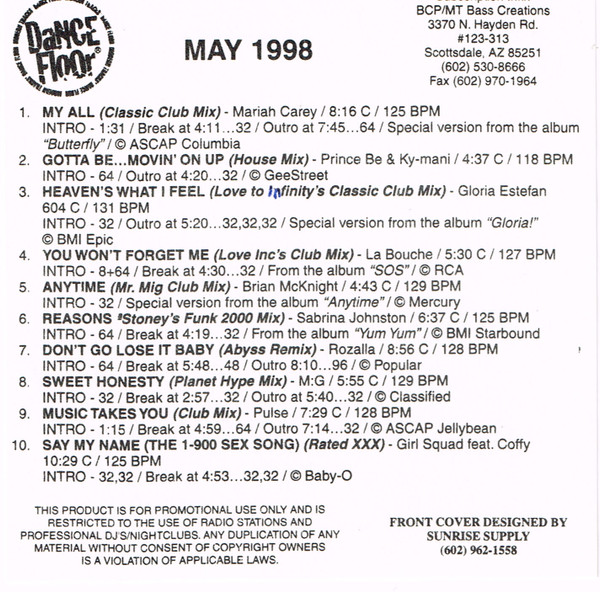 DaNCE
FlOOr
MAY 1998
BCP/MT Bass Creations
3370 N. Hayden Rd.
#123-313
Scottsdale, AZ 85251
(602) 530-8666
Fax (602) 970-1964
1. MY ALL (Classic Club Mix) - Mariah Carey / 8:16 C / 125 BPM
INTRO - 1:31 / Break at 4:11...32 / Outro at 7:45...64 / Special version from the album
"Butterfly" / © ASCAP Columbia
2. GOTTA BE...MOVIN' ON UP (House Mix) - Prince Be & Ky-mani / 4:37 C / 118 BPM
INTRO - 64 / Outro at 4:20...32 / © GeeStreet
3. HEAVEN'S WHAT I FEEL (Love to Infinity's Classic Club Mix) - Gloria Estefan
604 C / 131 BPM
INTRO - 32 / Outro at 5:20...32,32,32 / Special version from the album "Gloria!"
© BMI Epic
4. YOU WON'T FORGET ME (Love Inc's Club Mix) - La Bouche / 5:30 C / 127 BPM
INTRO - 8+64 / Break at 4:30...32 / From the album "SOS" / © RCA
5. ANYTIME (Mr. Mig Club Mix) - Brian McKnight / 4:43 C / 129 BPM
INTRO - 32 / Special version from the album "Anytime" / © Mercury
6. REASONS "Stoney's Funk 2000 Mix) - Sabrina Johnston / 6:37 C / 125 BPM
INTRO - 64 / Break at 4:19...32 / From the album "Yum Yum" / © BMI Starbound
7. DON'T GO LOSE IT BABY (Abyss Remix) - Rozalla / 8:56 C / 128 BPM
INTRO - 64 / Break at 5:48...48 / Outro 8:10...96 / © Popular
8. SWEET HONESTY (Planet Hype Mix) - M:G / 5:55 C / 129 BPM
INTRO - 32 / Break at 2:57...32 / Outro at 5:40...32 / © Classified
9. MUSIC TAKES YOU (Club Mix) - Pulse / 7:29 C / 128 BPM
INTRO - 1:15 / Break at 4:59...64 / Outro 7:14...32 / © ASCAP Jellybean
10. SAY MY NAME (THE 1-900 SEX SONG) (Rated XXX) - Girl Squad feat. Coffy
10:29 C / 125 BPM
INTRO - 32,32 / Break at 4:53...32,32 / © Baby-O
THIS PRODUCT IS FOR PROMOTIONAL USE ONLY AND IS
RESTRICTED TO THE USE OF RADIO STATIONS AND
PROFESSIONAL DJ'S/NIGHTCLUBS. ANY DUPLICATION OF ANY
MATERIAL WITHOUT CONSENT OF COPYRIGHT OWNERS
IS A VIOLATION OF APPLICABLE LAWS.
FRONT COVER DESIGNED BY
SUNRISE SUPPLY
(602) 962-1558